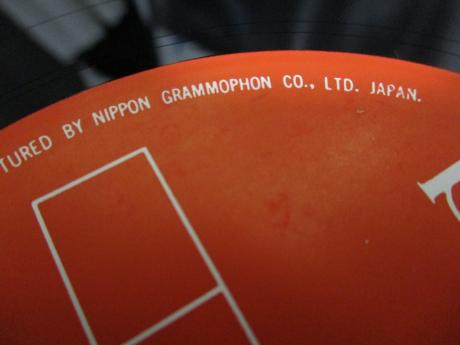 TURED BY NIPPON GRAMMOPHON CO., LTD. JAPAN.